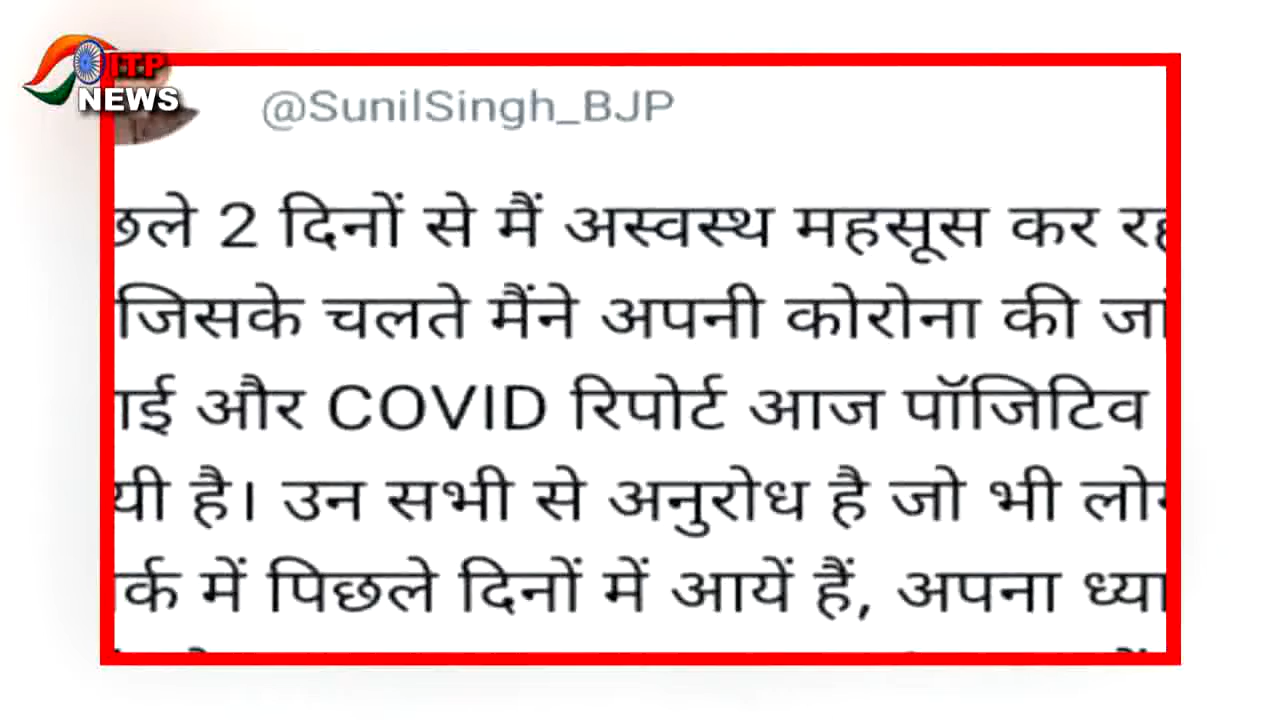 ITP
NEWS
@SunilSingh_BJP
छले 2 दिनों से मैं अस्वस्थ महसूस कर
जिसके चलते मैंने अपनी कोरोना की
ाई और COVID रिपोर्ट आज पॉजिटिव
यी है। उन सभी से अनुरोध है जो भी
र्क में पिछले दिनों में आयें हैं, अपना